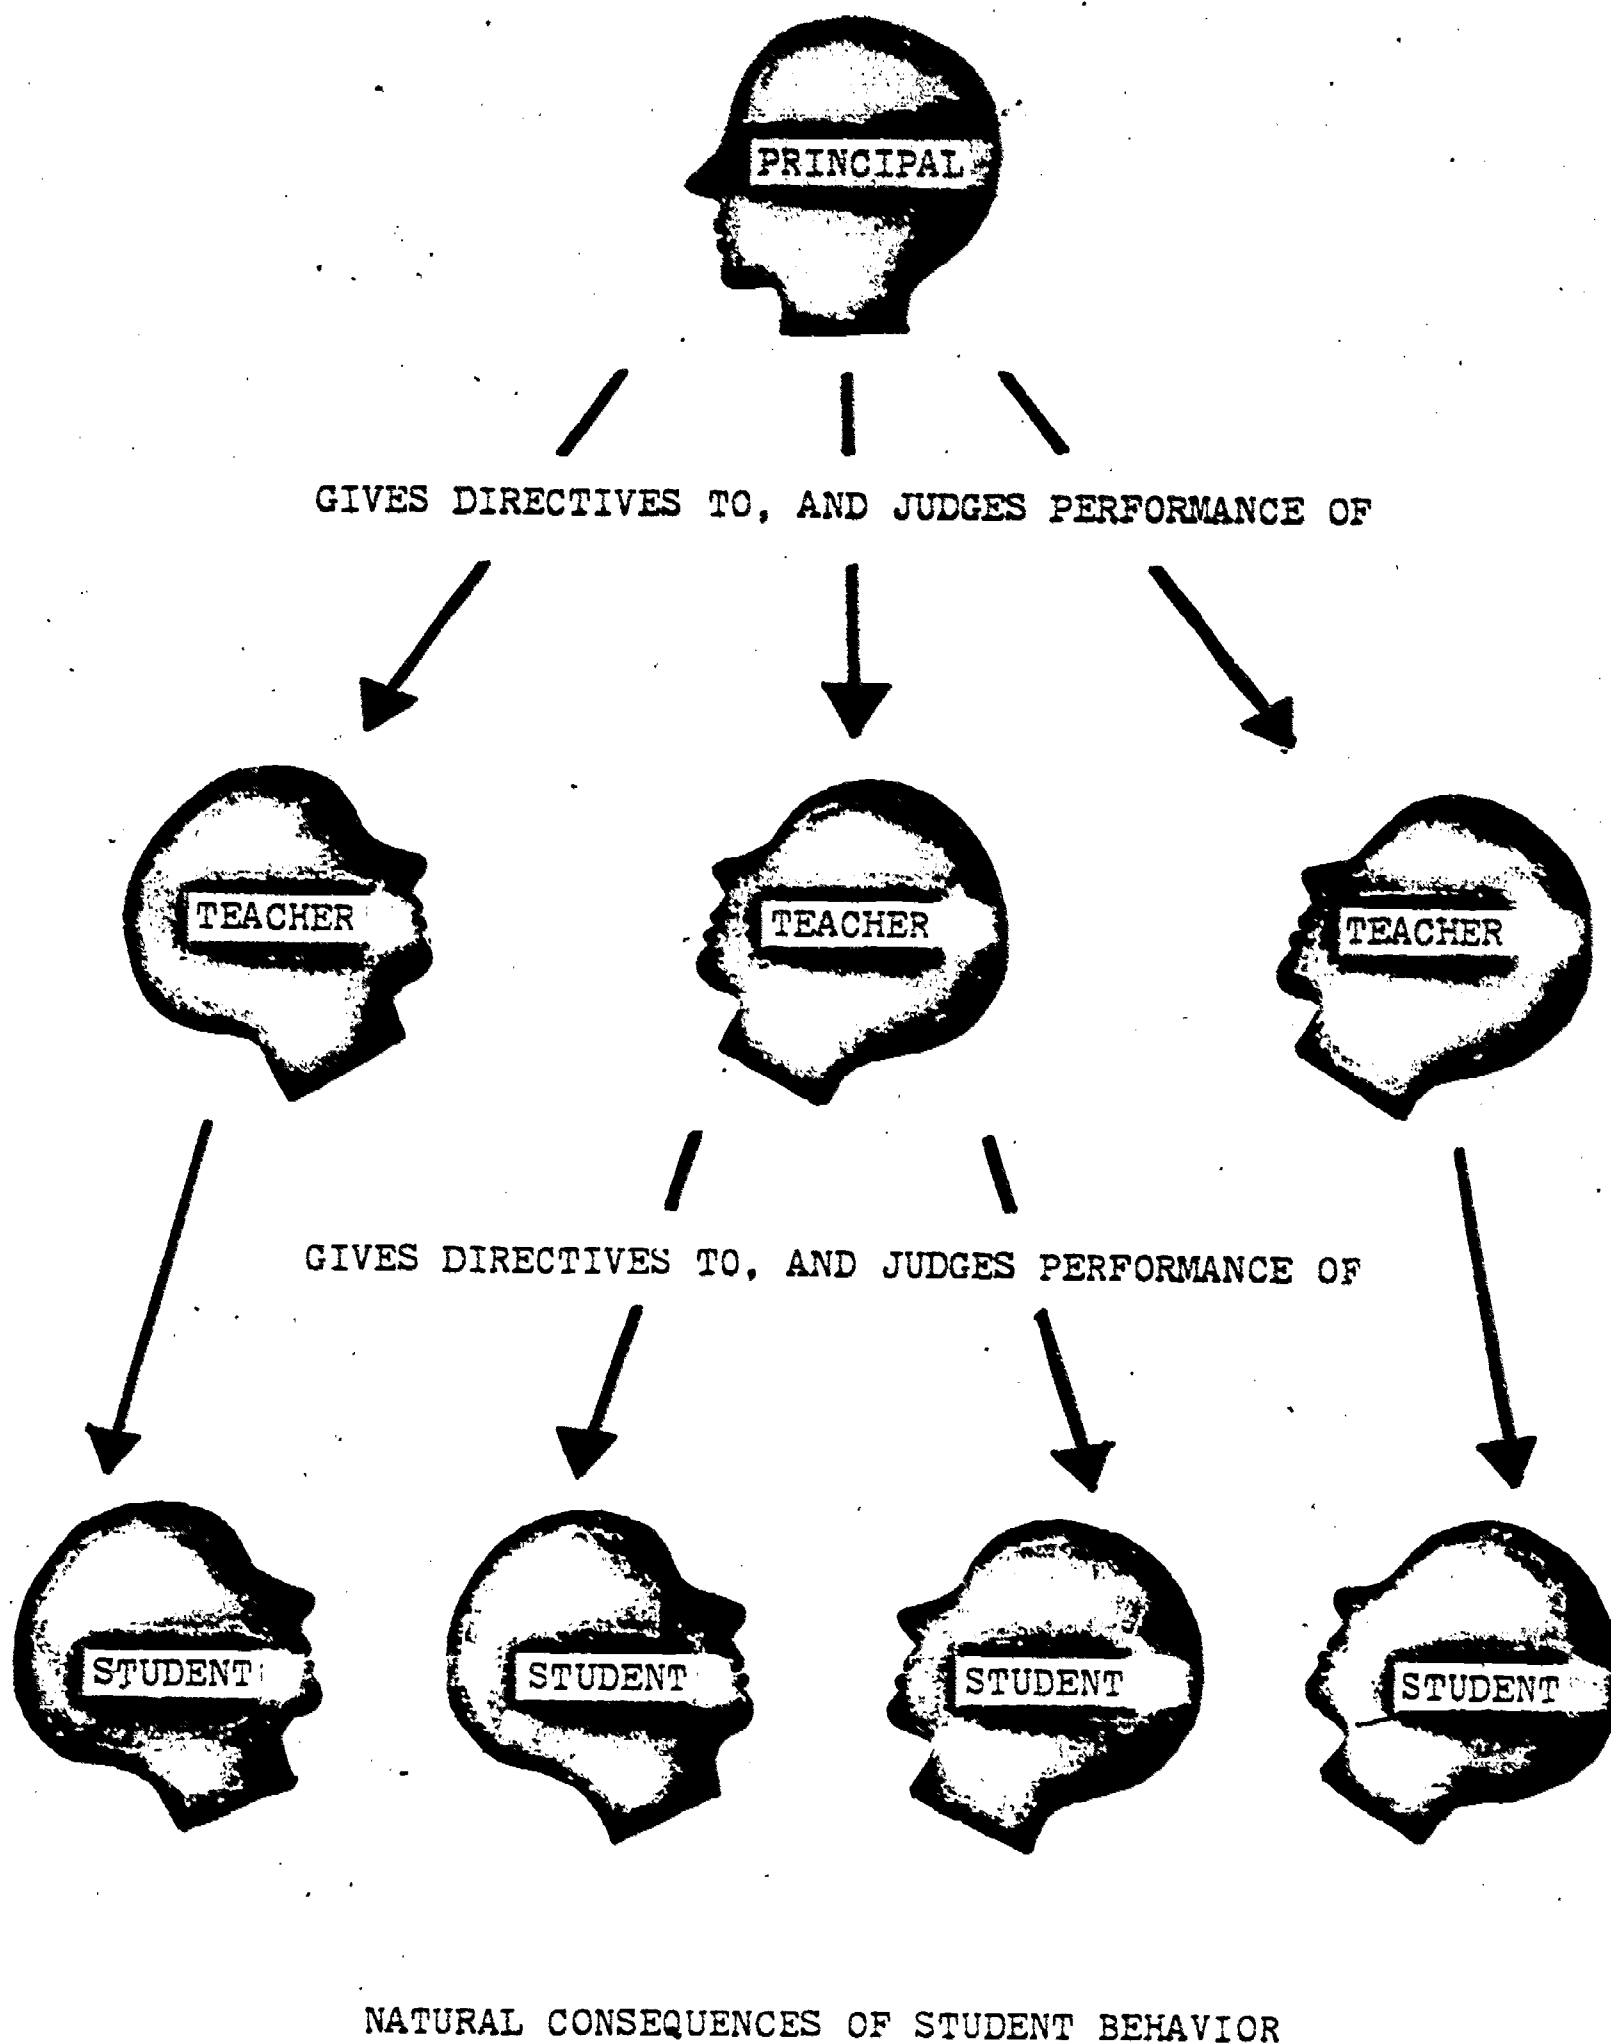 PRINCIPAL
GIVES DIRECTIVES TO, AND JUDGES PERFORMANCE OF
TEACHER TEACHER TEACHER
GIVES DIRECTIVES TO, AND JUDGES PERFORMANCE OF
STUDENT STUDENT STUDENT STUDENT
NATURAL CONSEQUENCES OF STUDENT BEHAVIOR